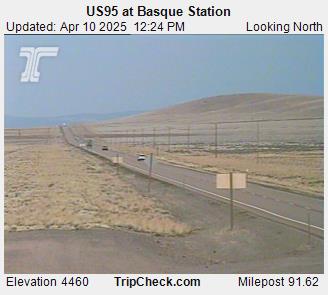 US95 at Basque Station
Updated: Apr 10 2025 12:24 PM Looking North
Elevation 4460 TripCheck.com Milepost 91.62